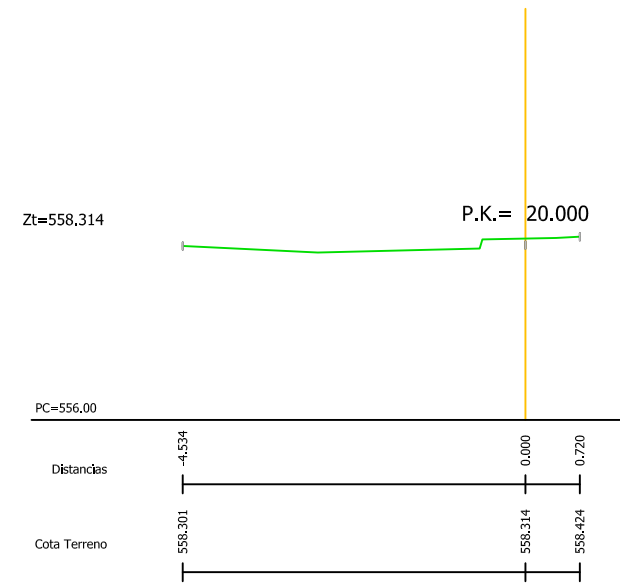 Zt=558.314
P.K.= 20.000
PC=556.00
Distancias
-4.534
0.000
0.720
Cota Terreno
558.301
558.314
558.424